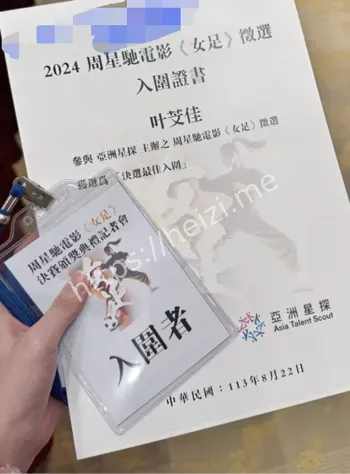 2024 周星馳電影《女足》徵選
入圍證書
叶芠佳
參與 亞洲星探 主辦之 周星馳電影《女足》徵選
獲選為「決選最佳入圍」
https://heizi.me
周星馳電影《女足》
決賽頒獎典禮記者會
入圍者
亞洲星探
Asia Talent Scout
中華民國:113年8月22日